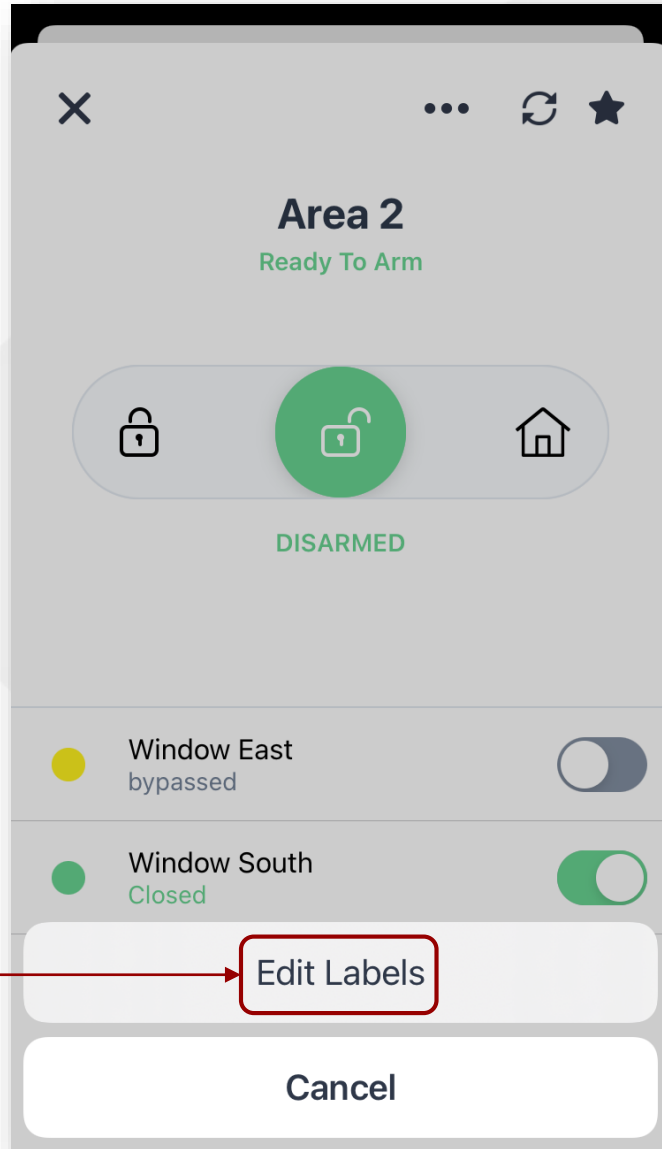 Area 2
Ready To Arm
DISARMED
Window East
bypassed
Window South
Closed
Edit Labels
Cancel